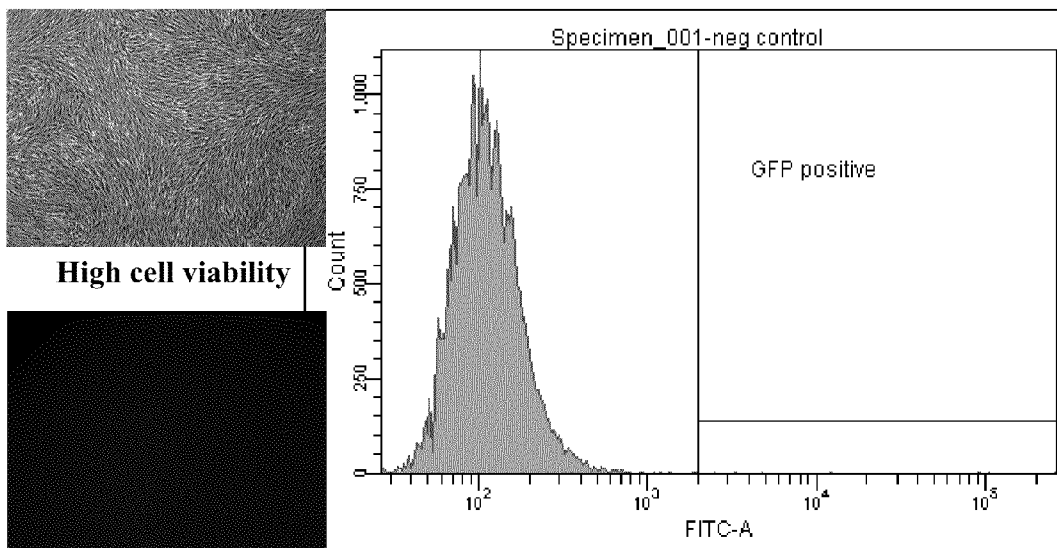 Specimen_001-neg control
GFP positive
High cell viability
Count
1,000
750
500
250
0
10²
10³
10⁴
10⁵
FITC-A